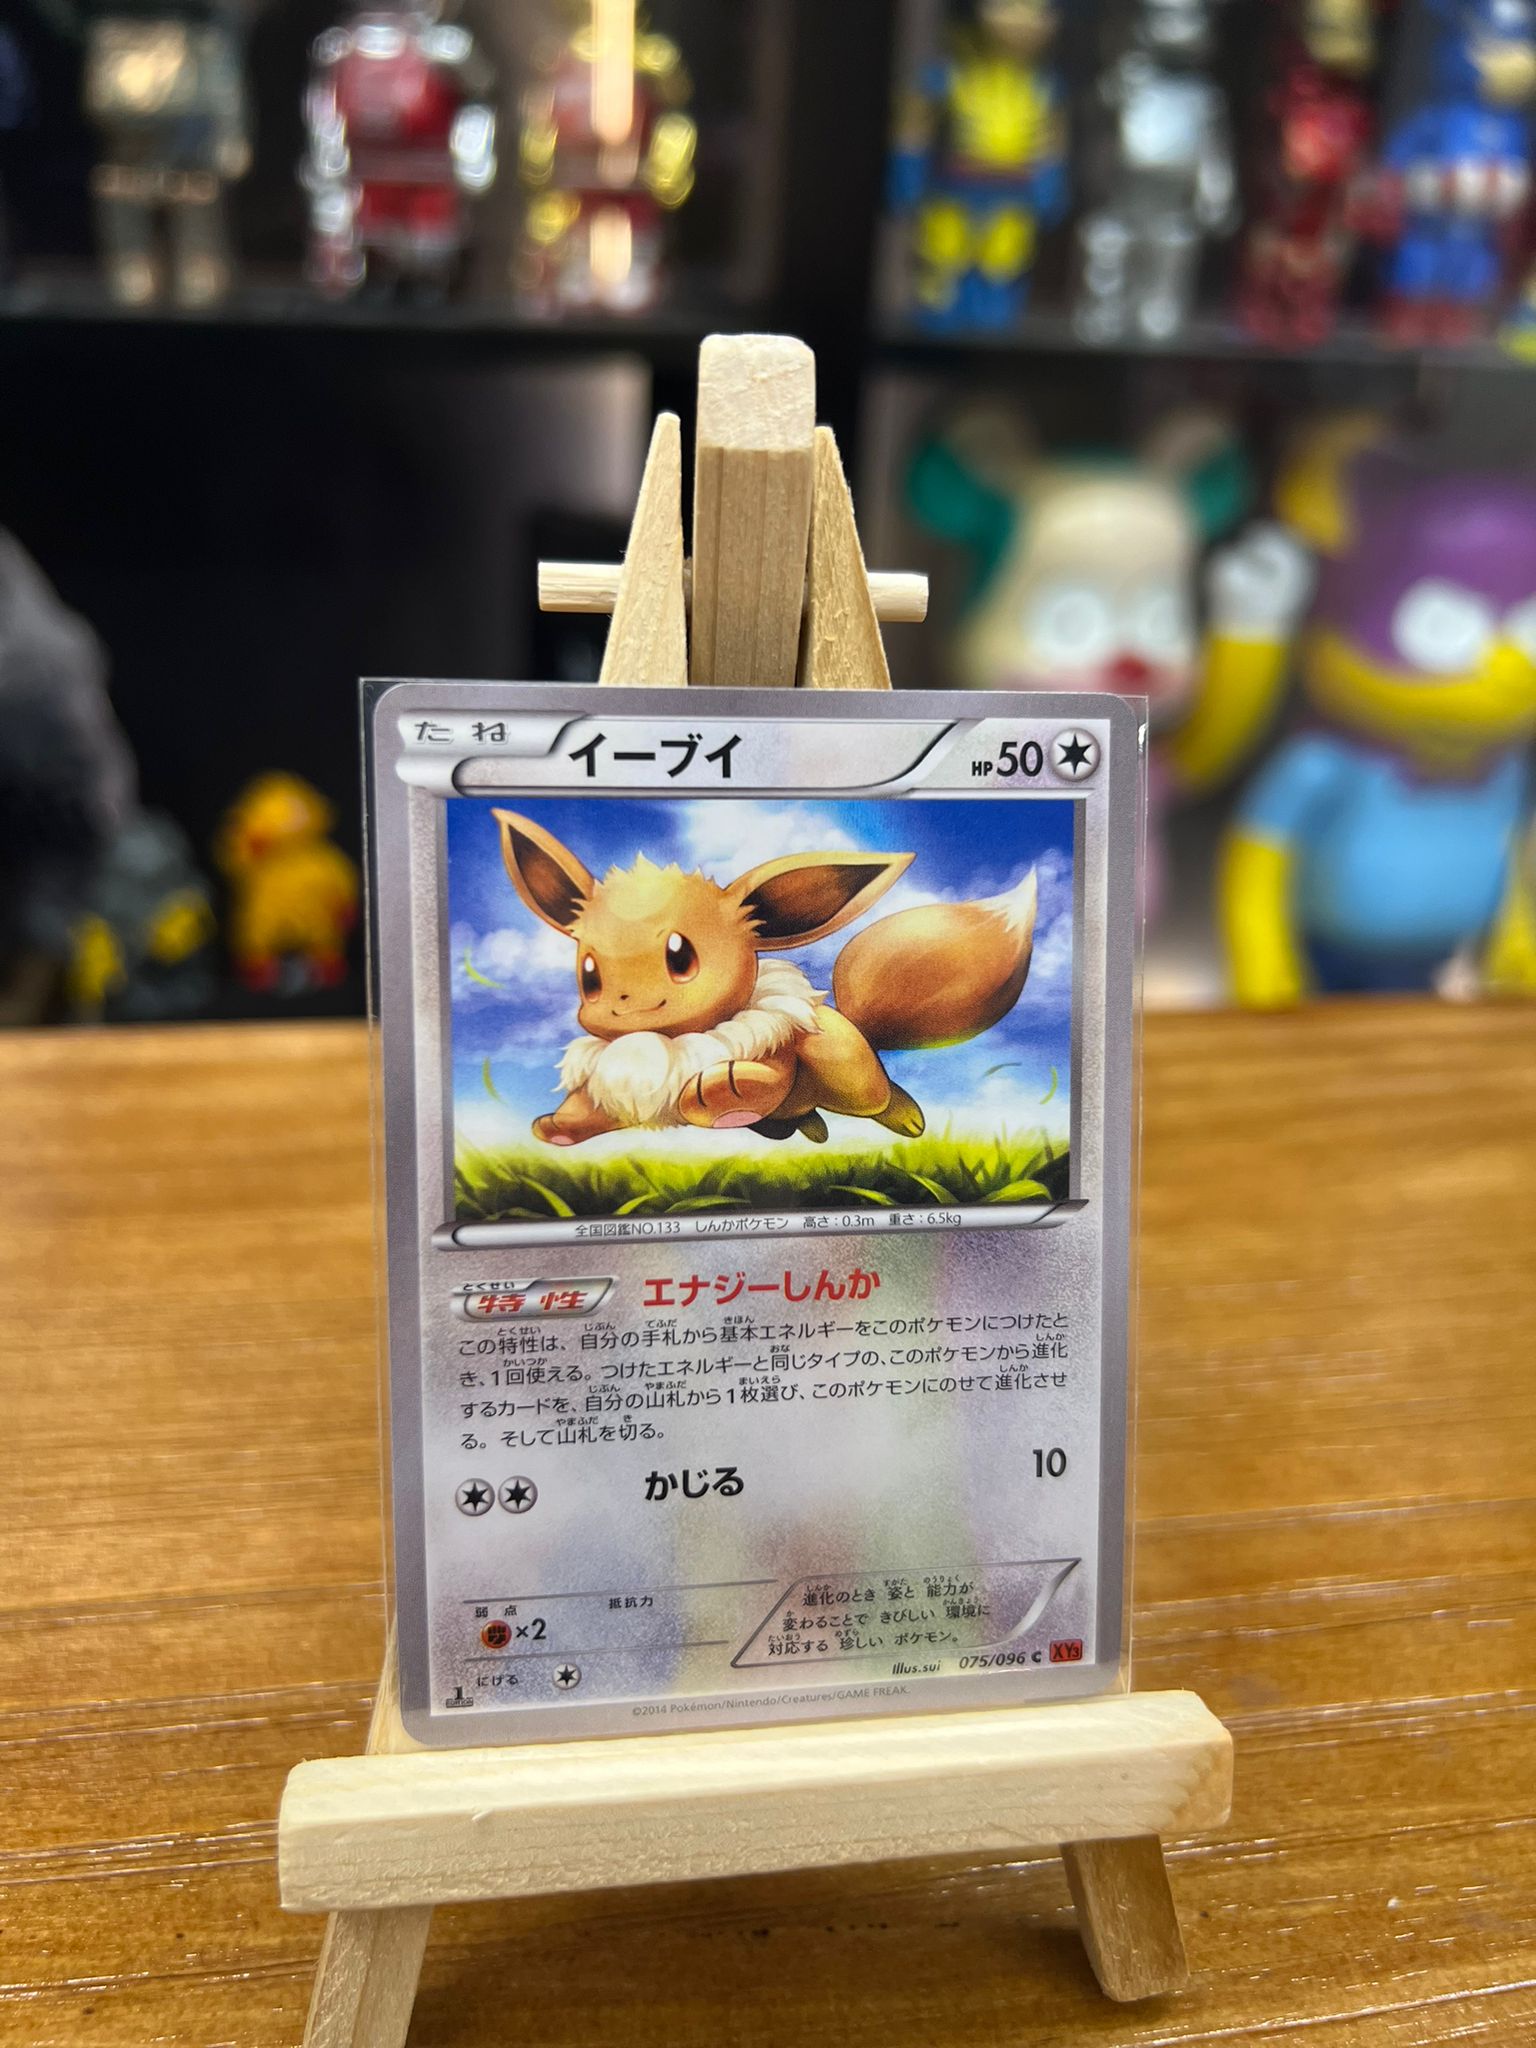 たね イーブイ HP50
全国図鑑NO.133 しんかポケモン 高さ:0.3m 重さ:6.5kg
とくせい
特性 エナジーしんか
この特性は、自分の手札から基本エネルギーをこのポケモンにつけたと
き、1回使える。つけたエネルギーと同じタイプの、このポケモンから進化
するカードを、自分の山札から1枚選び、このポケモンにのせて進化させ
る。そして山札を切る。
かじる 10
弱点 抵抗力
×2
にげる
進化のとき 姿と 能力が
変わることで きびしい 環境に
対応する 珍しい ポケモン。
Illus.sui 075/096 C XY3
1 EDITION
©2014 Pokémon/Nintendo/Creatures/GAME FREAK.